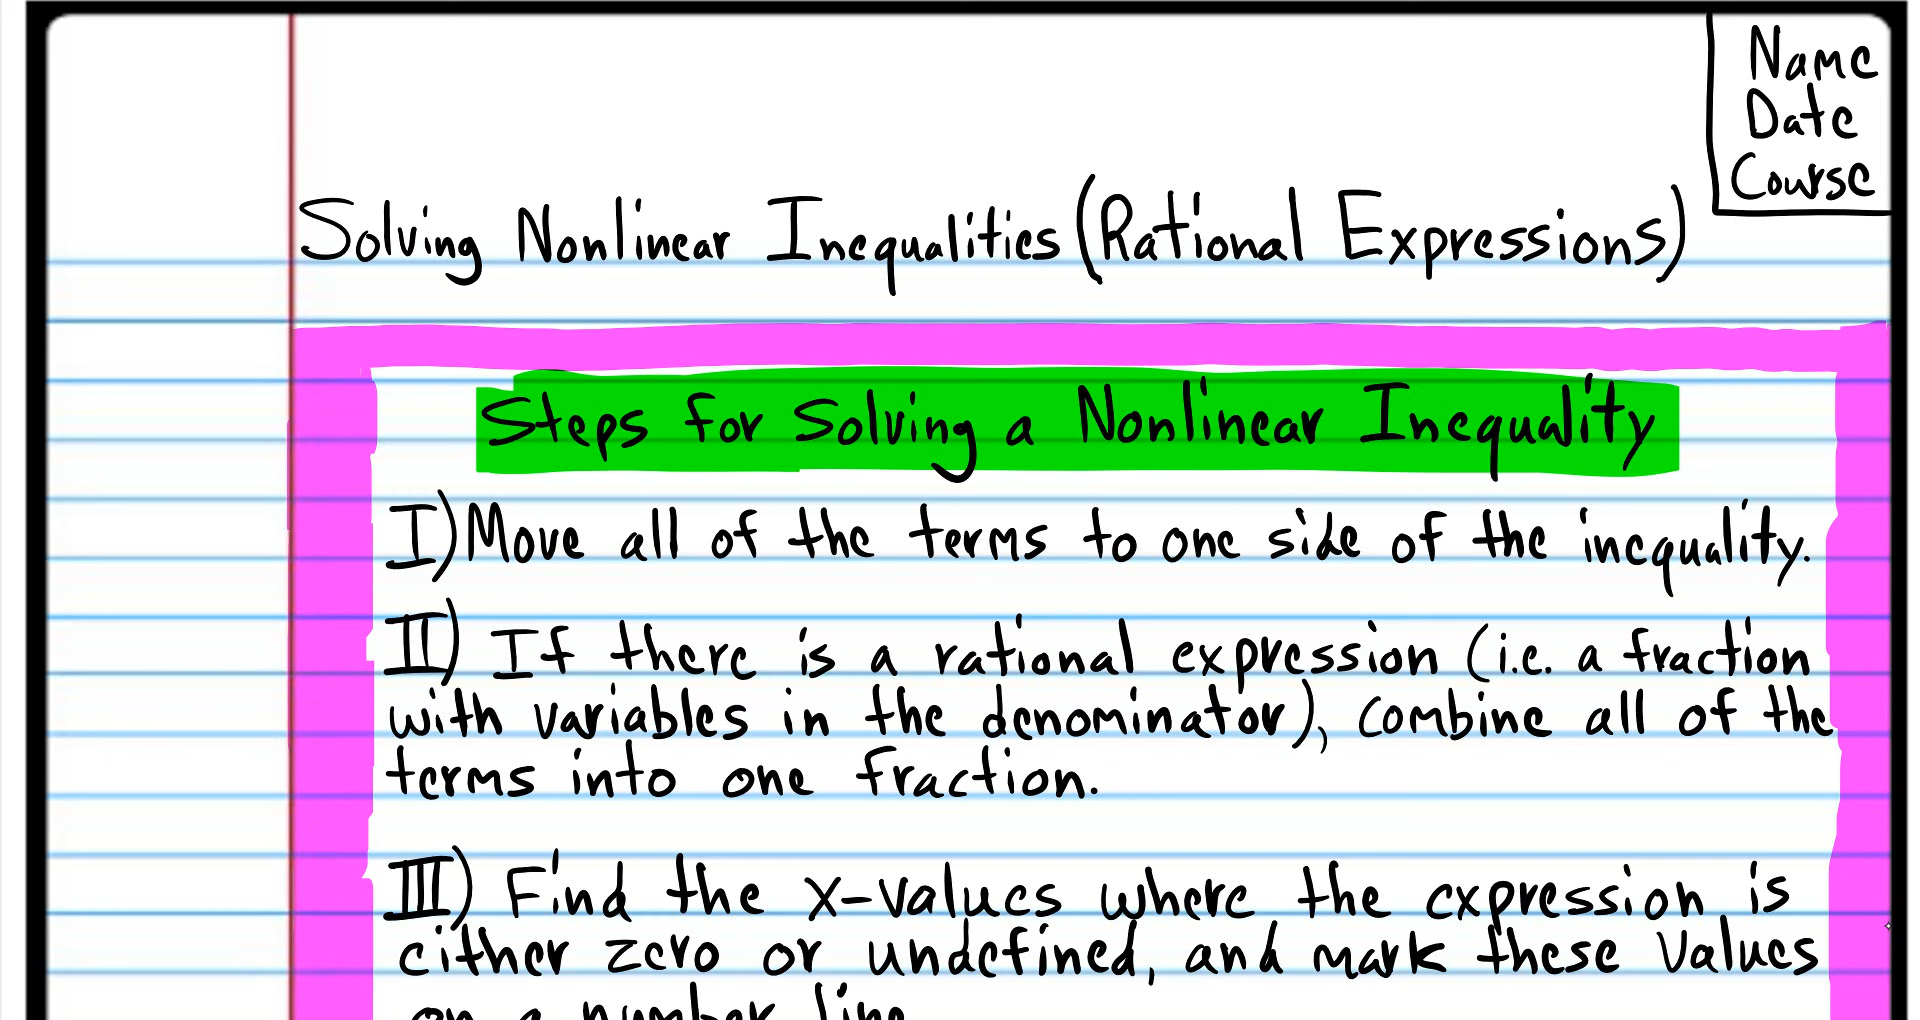 Name
Date
Course
Solving Nonlinear Inequalities (Rational Expressions)
Steps for Solving a Nonlinear Inequality
I) Move all of the terms to one side of the inequality.
II) If there is a rational expression (i.e. a fraction
with variables in the denominator), combine all of the
terms into one fraction.
III) Find the x-values where the expression is
either zero or undefined, and mark these values
on a number line